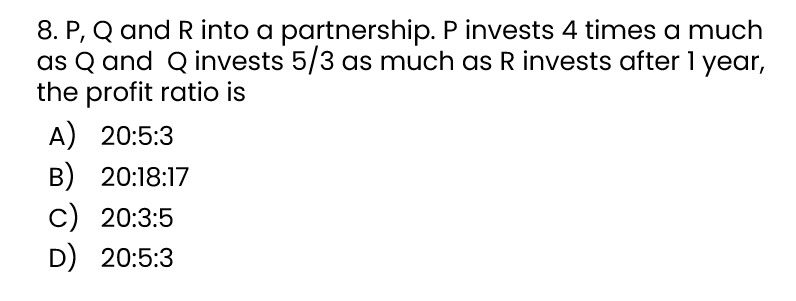 8. P, Q and R into a partnership. P invests 4 times a much
as Q and Q invests 5/3 as much as R invests after 1 year,
the profit ratio is
A) 20:5:3
B) 20:18:17
C) 20:3:5
D) 20:5:3